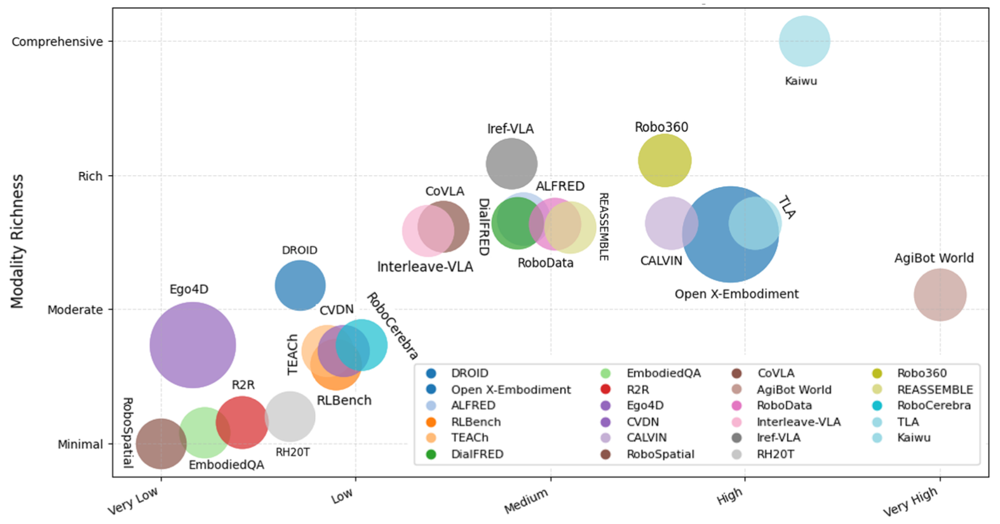 Comprehensive
Kaiwu
Iref-VLA
Robo360
Rich
ALFRED
CoVLA
DialFRED
REASSEMBLE
TLA
Modality Richness
DROID
Interleave-VLA
RoboData
CALVIN
AgiBot World
Ego4D
Open X-Embodiment
Moderate
CVDN
RoboCerebra
TEACh
R2R
RLBench
RoboSpatial
Minimal
RH20T
EmbodiedQA
DROID
Open X-Embodiment
ALFRED
RLBench
TEACh
DialFRED
EmbodiedQA
R2R
Ego4D
CVDN
CALVIN
RoboSpatial
CoVLA
AgiBot World
RoboData
Interleave-VLA
Iref-VLA
RH20T
Robo360
REASSEMBLE
RoboCerebra
TLA
Kaiwu
Very Low
Low
Medium
High
Very High